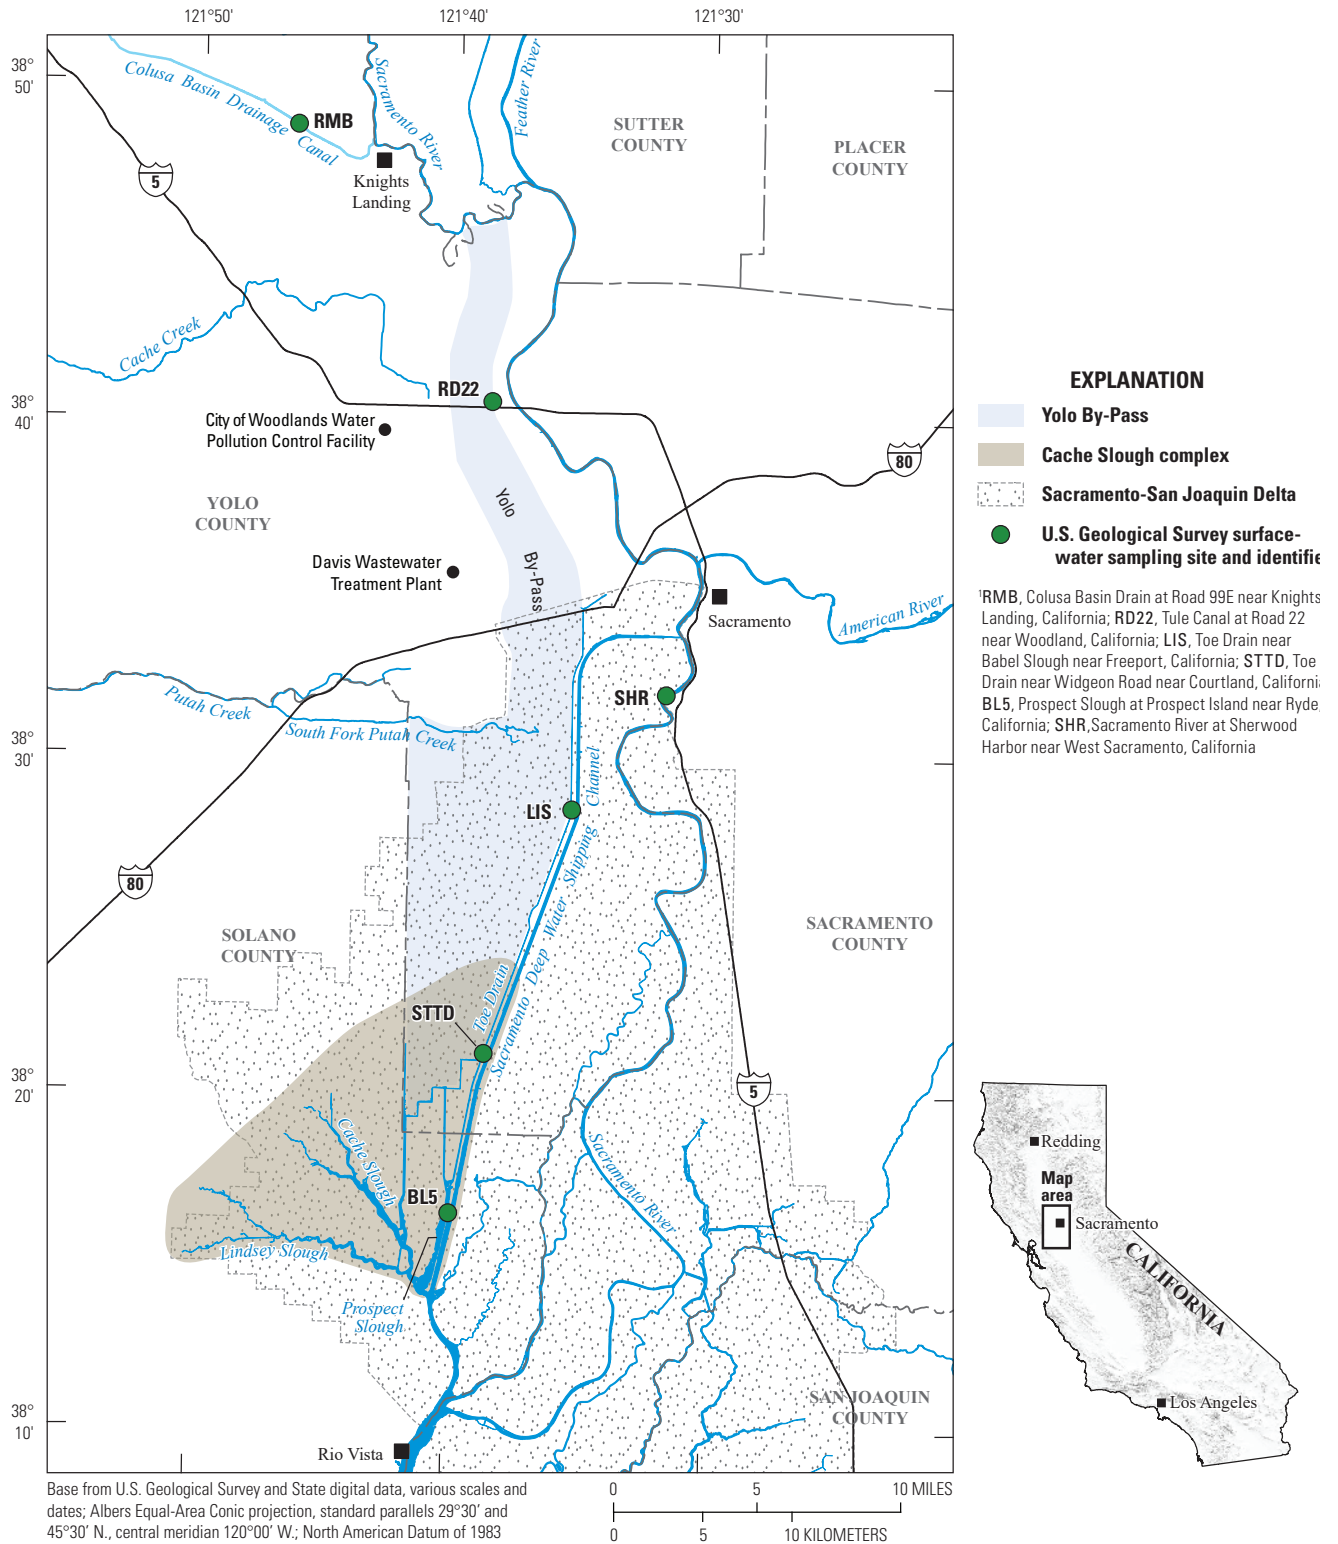 121°50'
121°40'
121°30'
38°
50'
Colusa Basin Drainage Canal
RMB
Sacramento River
Feather River
SUTTER
COUNTY
PLACER
COUNTY
5
Knights
Landing
Cache Creek
38°
40'
RD22
City of Woodlands Water
Pollution Control Facility
80
YOLO
COUNTY
Yolo
By-Pass
Davis Wastewater
Treatment Plant
Sacramento
American River
Putah Creek
South Fork Putah Creek
SHR
38°
30'
LIS
Sacramento Deep Water Shipping Channel
80
SOLANO
COUNTY
SACRAMENTO
COUNTY
Toe Drain
STTD
38°
20'
5
Cache Slough
Sacramento River
BL5
Lindsey Slough
Prospect
Slough
SAN JOAQUIN
COUNTY
38°
10'
Rio Vista
EXPLANATION
Yolo By-Pass
Cache Slough complex
Sacramento-San Joaquin Delta
U.S. Geological Survey surface-
water sampling site and identifie
¹RMB, Colusa Basin Drain at Road 99E near Knights
Landing, California; RD22, Tule Canal at Road 22
near Woodland, California; LIS, Toe Drain near
Babel Slough near Freeport, California; STTD, Toe
Drain near Widgeon Road near Courtland, California
BL5, Prospect Slough at Prospect Island near Ryde,
California; SHR,Sacramento River at Sherwood
Harbor near West Sacramento, California
Redding
Map
area
Sacramento
CALIFORNIA
Los Angeles
Base from U.S. Geological Survey and State digital data, various scales and
dates; Albers Equal-Area Conic projection, standard parallels 29°30′ and
45°30′ N., central meridian 120°00′ W.; North American Datum of 1983
0 5 10 MILES
0 5 10 KILOMETERS